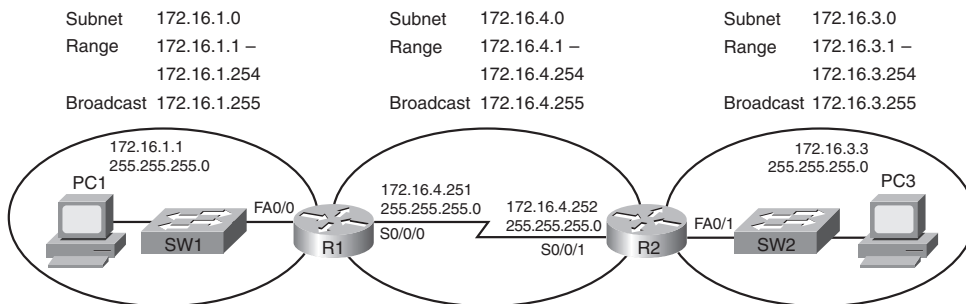 Subnet 172.16.1.0
Range 172.16.1.1 –
172.16.1.254
Broadcast 172.16.1.255
Subnet 172.16.4.0
Range 172.16.4.1 –
172.16.4.254
Broadcast 172.16.4.255
Subnet 172.16.3.0
Range 172.16.3.1 –
172.16.3.254
Broadcast 172.16.3.255
172.16.1.1
255.255.255.0
PC1
SW1
FA0/0
R1
172.16.4.251
255.255.255.0
S0/0/0
172.16.4.252
255.255.255.0
S0/0/1
R2
FA0/1
SW2
172.16.3.3
255.255.255.0
PC3